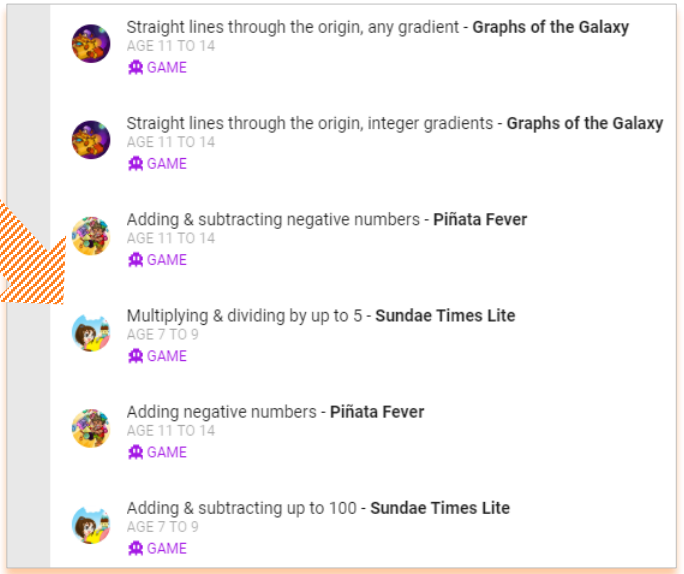 Straight lines through the origin, any gradient - Graphs of the Galaxy
AGE 11 TO 14
GAME
Straight lines through the origin, integer gradients - Graphs of the Galaxy
AGE 11 TO 14
GAME
Adding & subtracting negative numbers - Piñata Fever
AGE 11 TO 14
GAME
Multiplying & dividing by up to 5 - Sundae Times Lite
AGE 7 TO 9
GAME
Adding negative numbers - Piñata Fever
AGE 11 TO 14
GAME
Adding & subtracting up to 100 - Sundae Times Lite
AGE 7 TO 9
GAME